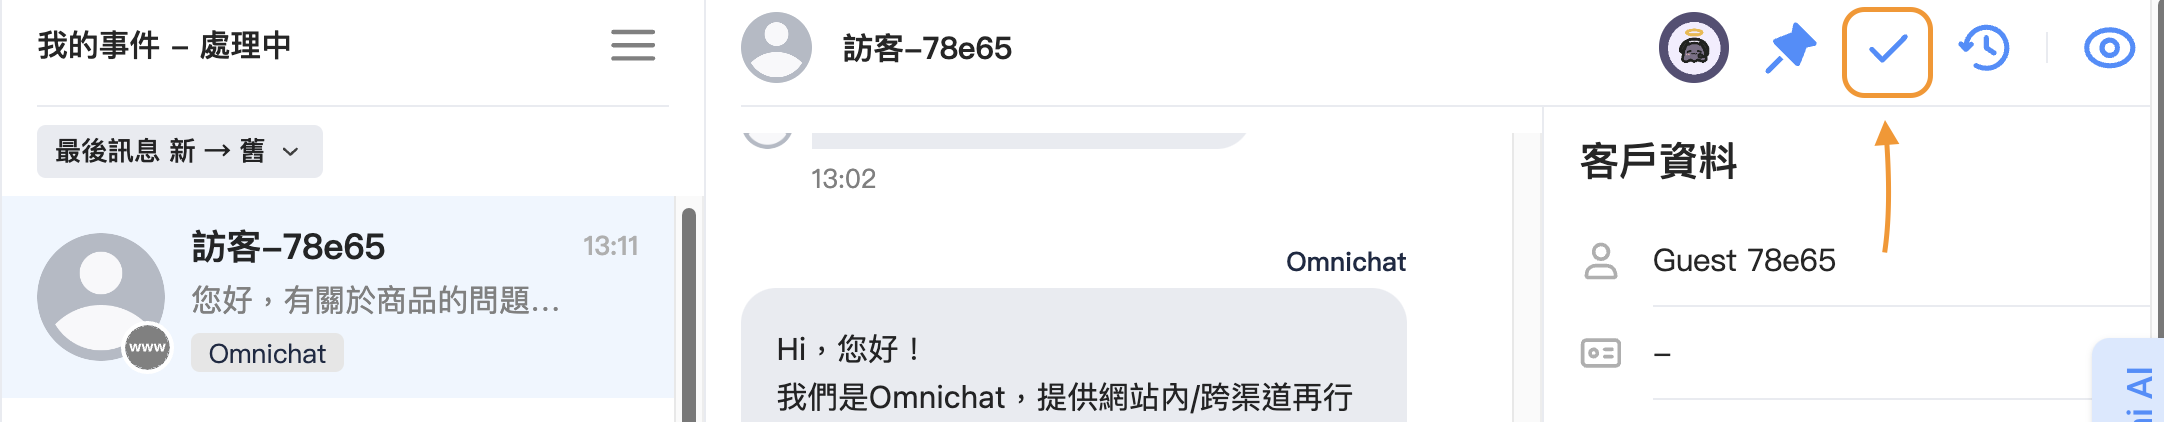 我的事件 – 處理中
最後訊息 新 → 舊
訪客–78e65
13:11
您好，有關於商品的問題...
www
Omnichat
訪客–78e65
13:02
Omnichat
Hi，您好！
我們是Omnichat，提供網站內/跨渠道再行
客戶資料
Guest 78e65
–
AI